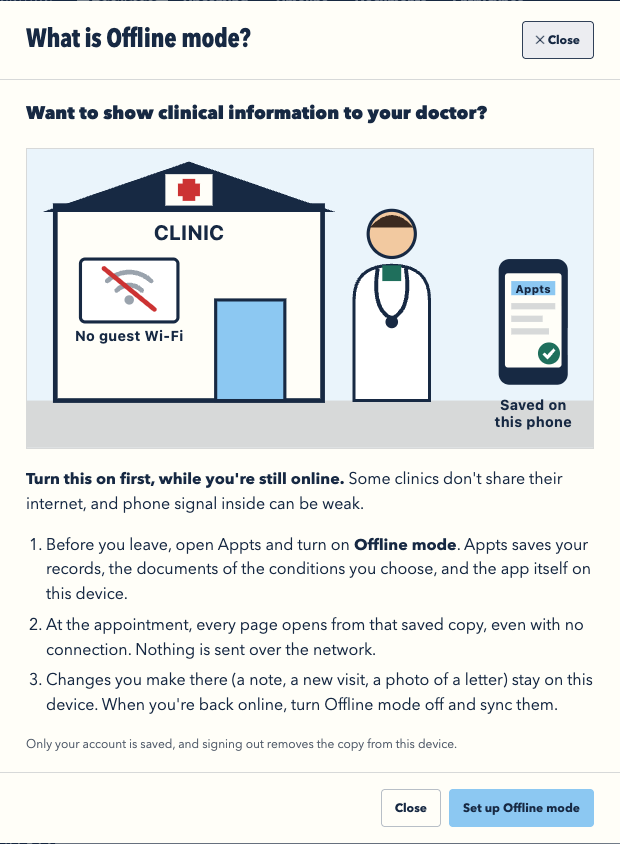 What is Offline mode?
× Close
Want to show clinical information to your doctor?
CLINIC
No guest Wi-Fi
Appts
Saved on
this phone
Turn this on first, while you're still online. Some clinics don't share their
internet, and phone signal inside can be weak.
1. Before you leave, open Appts and turn on Offline mode. Appts saves your
records, the documents of the conditions you choose, and the app itself on
this device.
2. At the appointment, every page opens from that saved copy, even with no
connection. Nothing is sent over the network.
3. Changes you make there (a note, a new visit, a photo of a letter) stay on this
device. When you're back online, turn Offline mode off and sync them.
Only your account is saved, and signing out removes the copy from this device.
Close
Set up Offline mode